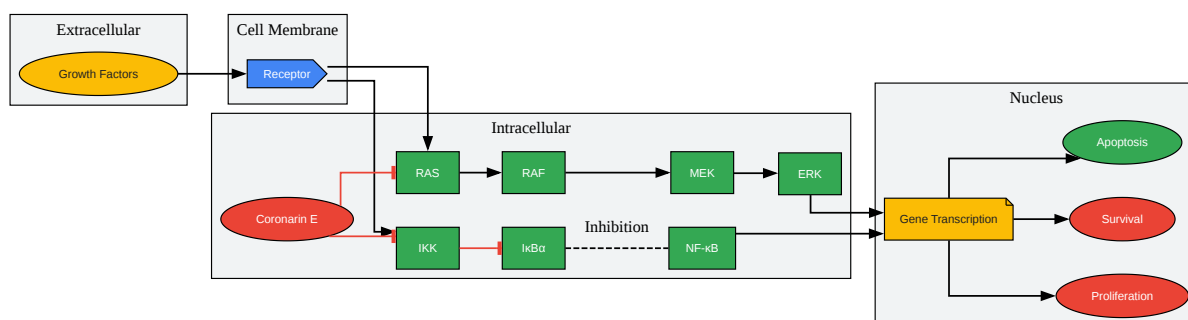 Extracellular
Growth Factors
Cell Membrane
Receptor
Intracellular
RAS
RAF
MEK
ERK
Coronarin E
IKK
IκBα
Inhibition
NF-κB
Nucleus
Apoptosis
Gene Transcription
Survival
Proliferation